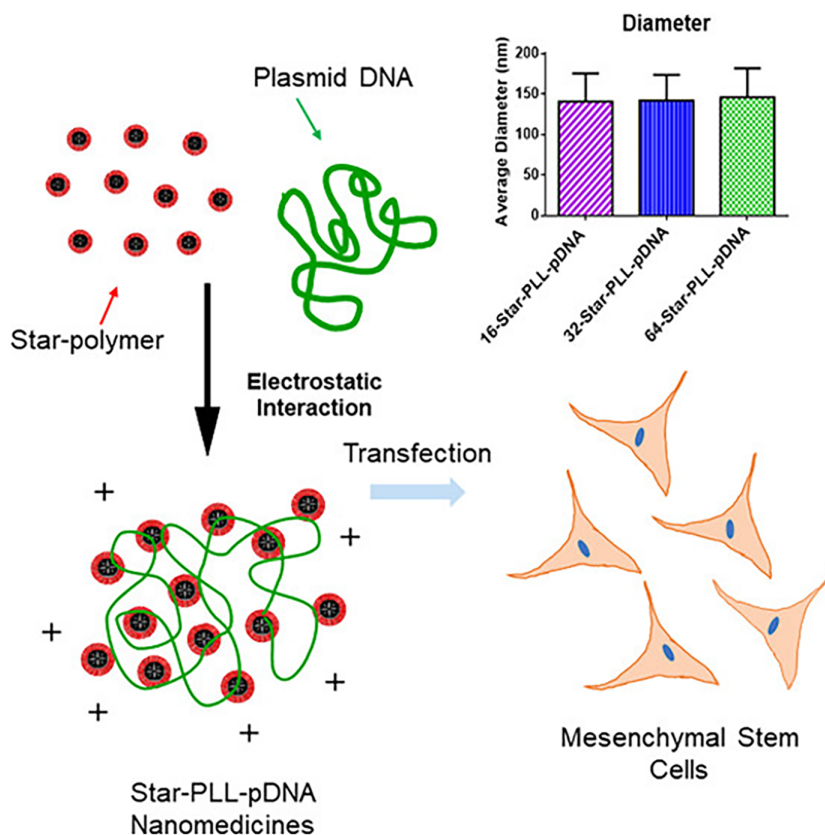 Plasmid DNA
Star-polymer
Diameter
Average Diameter (nm)
200
150
100
50
0
16-Star-PLL-pDNA
32-Star-PLL-pDNA
64-Star-PLL-pDNA
Electrostatic
Interaction
Transfection
+
+
+
+
+
+
+
Star-PLL-pDNA
Nanomedicines
Mesenchymal Stem
Cells